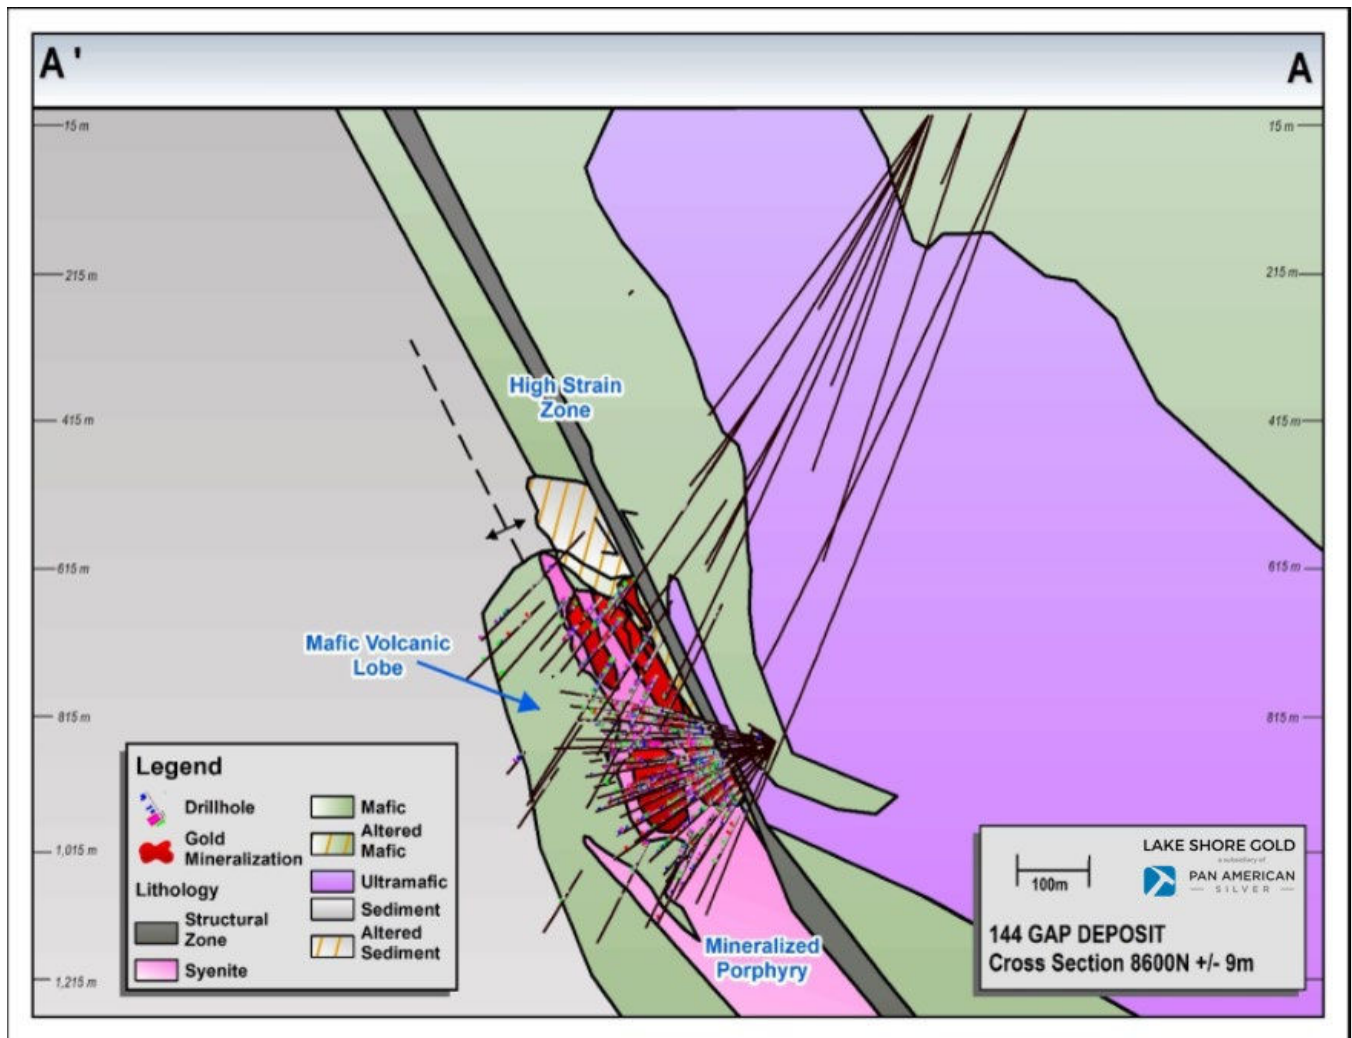 A '
A
15 m
15 m
215 m
215 m
High Strain
Zone
415 m
415 m
615 m
615 m
Mafic Volcanic
Lobe
815 m
815 m
Legend
Drillhole
Gold
Mineralization
Lithology
Structural
Zone
Syenite
Mafic
Altered
Mafic
Ultramafic
Sediment
Altered
Sediment
1,015 m
1,215 m
Mineralized
Porphyry
100m
LAKE SHORE GOLD
a subsidiary of
PAN AMERICAN
SILVER
144 GAP DEPOSIT
Cross Section 8600N +/- 9m